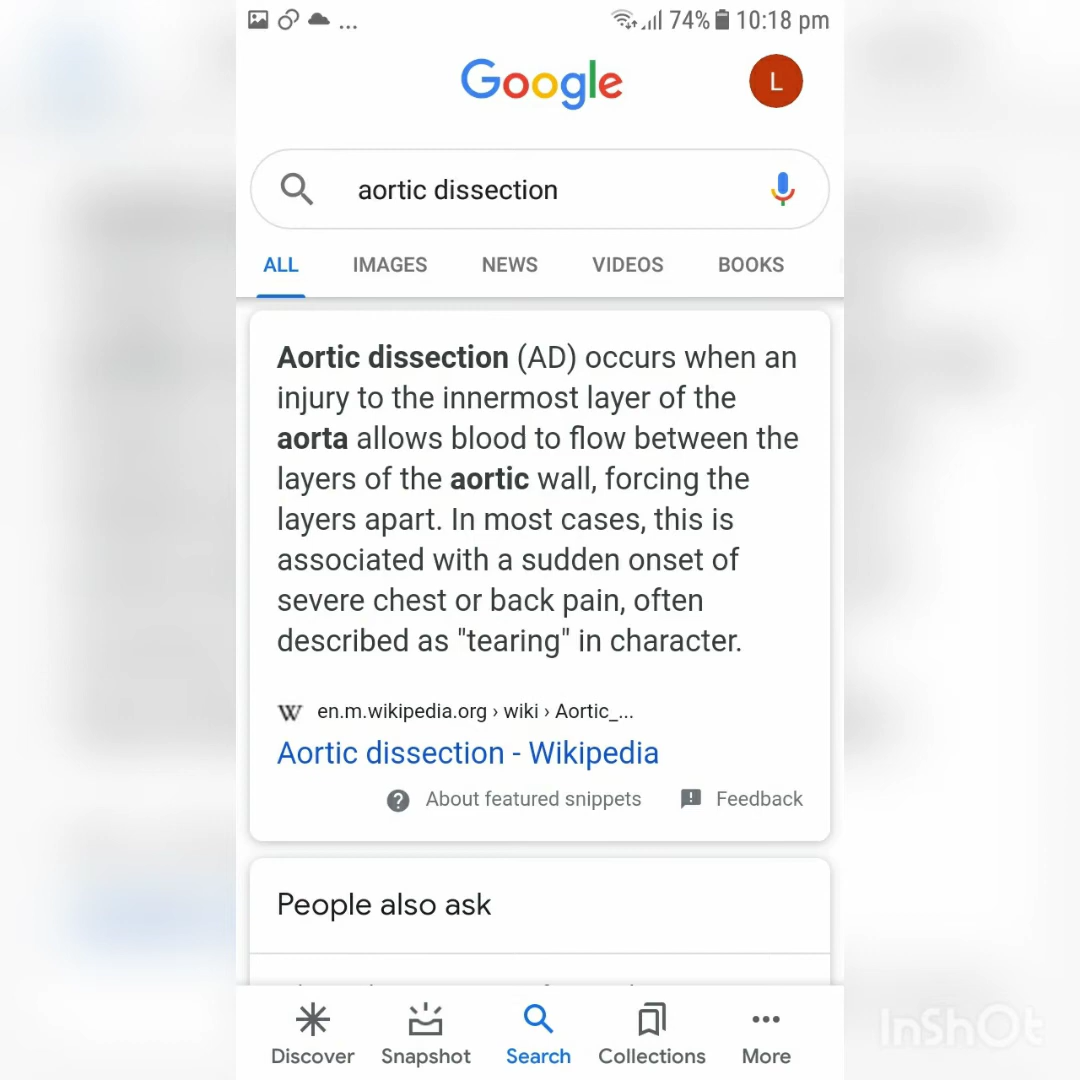 ... 74% 10:18 pm
Google
L
aortic dissection
ALL IMAGES NEWS VIDEOS BOOKS
Aortic dissection (AD) occurs when an
injury to the innermost layer of the
aorta allows blood to flow between the
layers of the aortic wall, forcing the
layers apart. In most cases, this is
associated with a sudden onset of
severe chest or back pain, often
described as "tearing" in character.
W en.m.wikipedia.org › wiki › Aortic_...
Aortic dissection - Wikipedia
? About featured snippets ! Feedback
People also ask
Discover Snapshot Search Collections More
InShOt